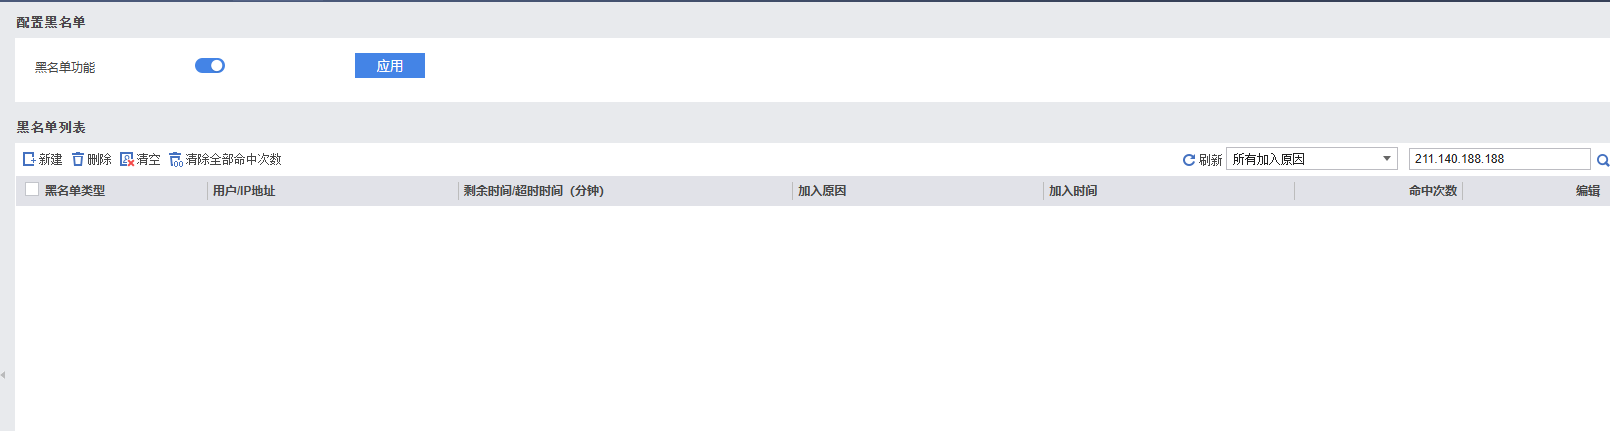 配置黑名单
黑名单功能 应用
黑名单列表
新建 删除 清空 清除全部命中次数 刷新 所有加入原因 211.140.188.188
黑名单类型 用户/IP地址 剩余时间/超时时间（分钟） 加入原因 加入时间 命中次数 编辑